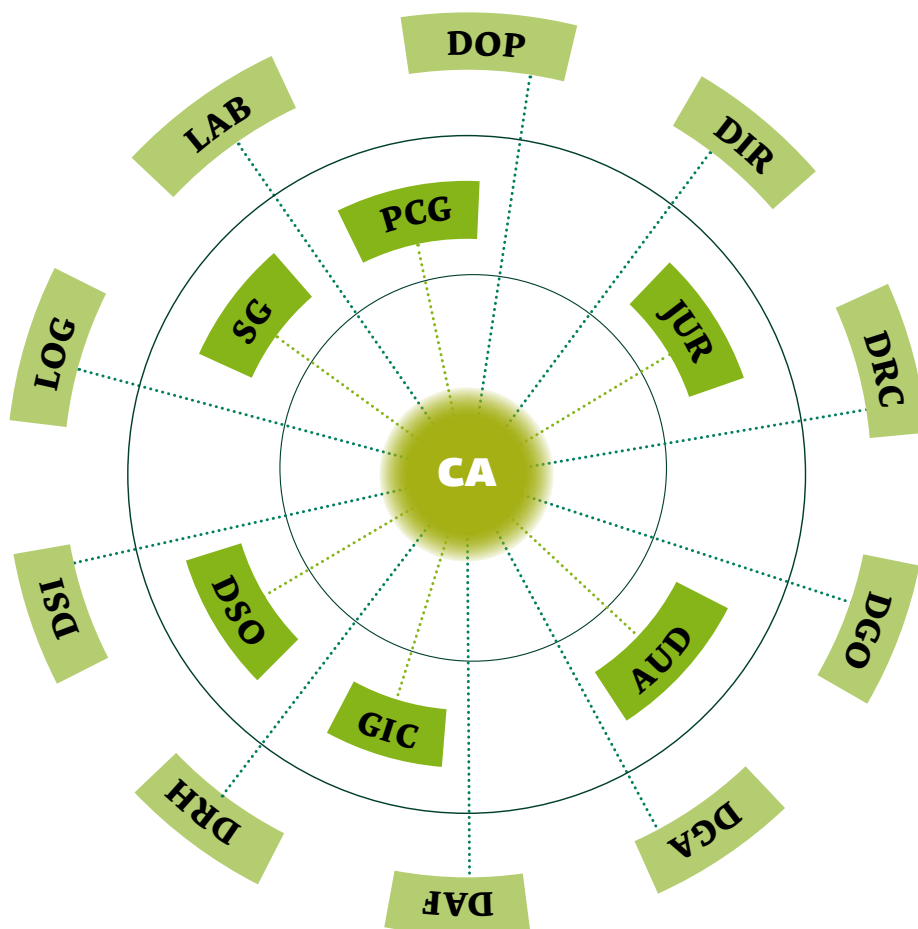 DOP
LAB
DIR
PCG
SG
JUR
LOG
DRC
CA
DSI
DSO
DGO
AUD
GIC
DRH
DGA
DAF